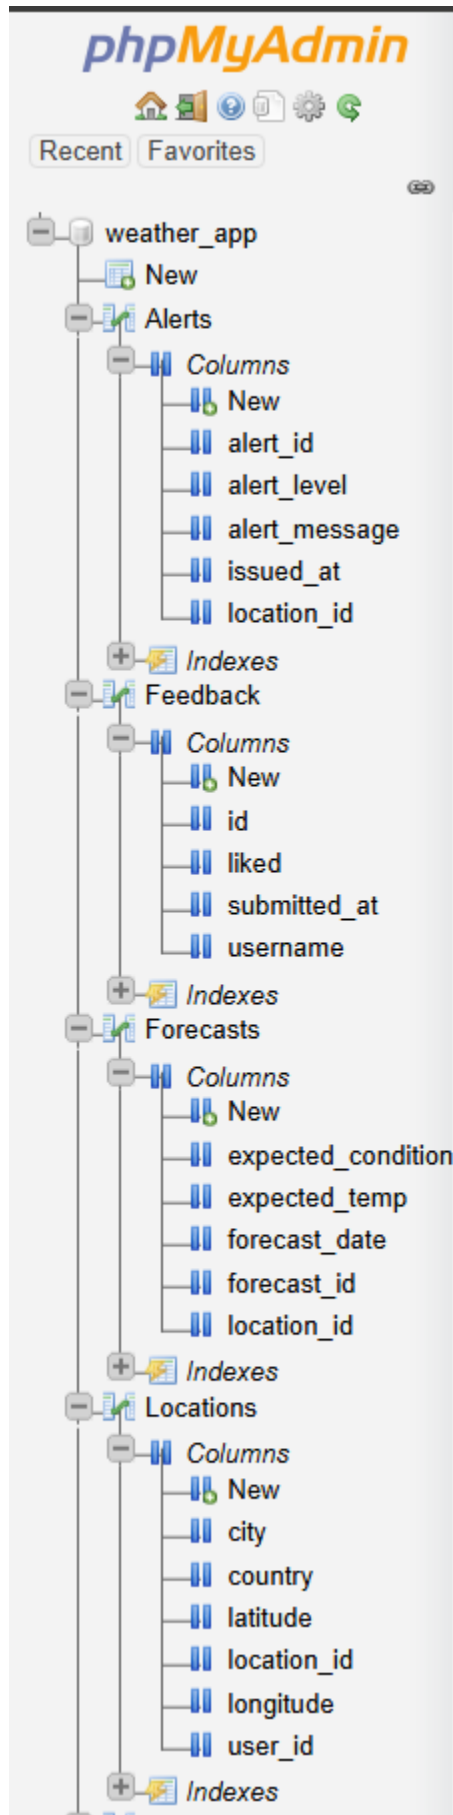 phpMyAdmin
Recent Favorites
weather_app
New
Alerts
Columns
New
alert_id
alert_level
alert_message
issued_at
location_id
Indexes
Feedback
Columns
New
id
liked
submitted_at
username
Indexes
Forecasts
Columns
New
expected_condition
expected_temp
forecast_date
forecast_id
location_id
Indexes
Locations
Columns
New
city
country
latitude
location_id
longitude
user_id
Indexes